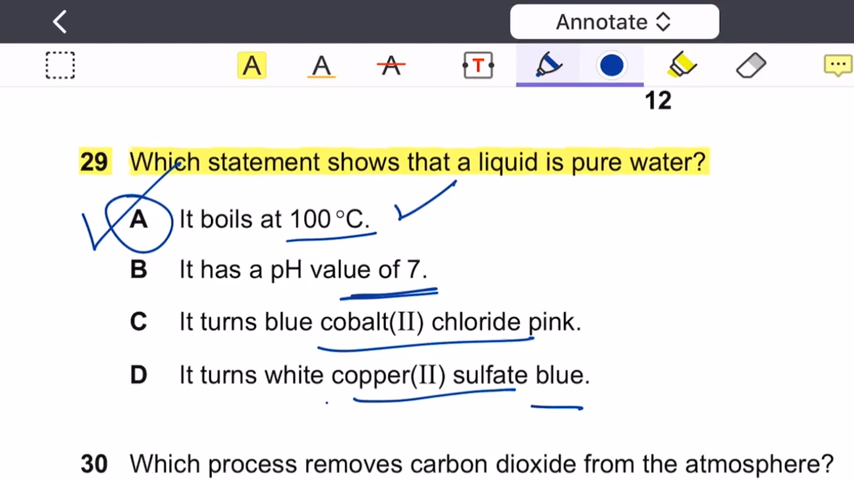 Annotate
A A A T
12
29 Which statement shows that a liquid is pure water?
A It boils at 100 °C.
B It has a pH value of 7.
C It turns blue cobalt(II) chloride pink.
D It turns white copper(II) sulfate blue.
30 Which process removes carbon dioxide from the atmosphere?